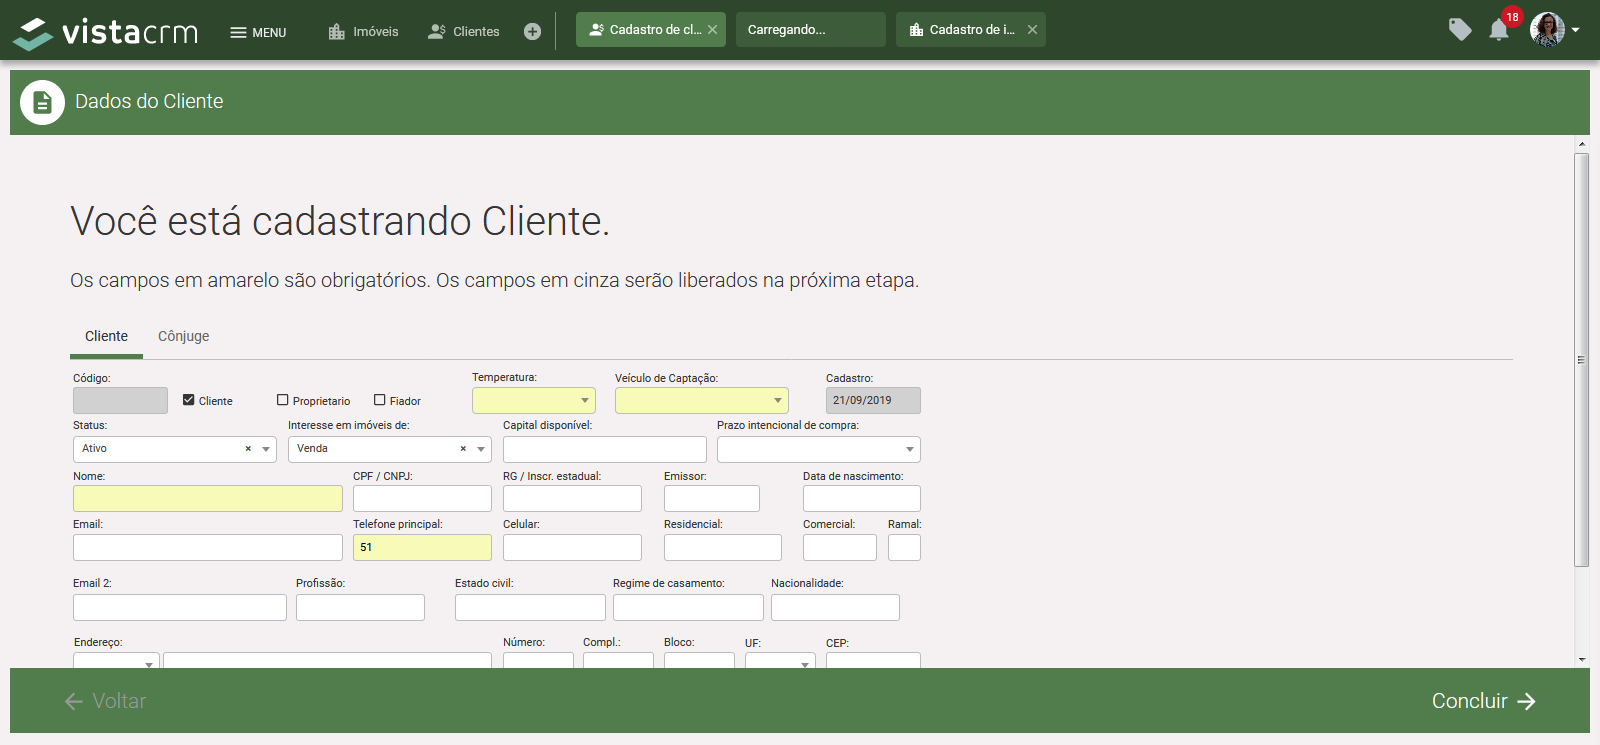 vistacrm MENU Imóveis Clientes Cadastro de cl... Carregando... Cadastro de i... 18
Dados do Cliente
Você está cadastrando Cliente.
Os campos em amarelo são obrigatórios. Os campos em cinza serão liberados na próxima etapa.
Cliente Cônjuge
Código: Temperatura: Veículo de Captação: Cadastro:
Cliente Proprietario Fiador 21/09/2019
Status: Interesse em imóveis de: Capital disponível: Prazo intencional de compra:
Ativo × Venda ×
Nome: CPF / CNPJ: RG / Inscr. estadual: Emissor: Data de nascimento:
Email: Telefone principal: Celular: Residencial: Comercial: Ramal:
51
Email 2: Profissão: Estado civil: Regime de casamento: Nacionalidade:
Endereço: Número: Compl.: Bloco: UF: CEP:
Voltar Concluir